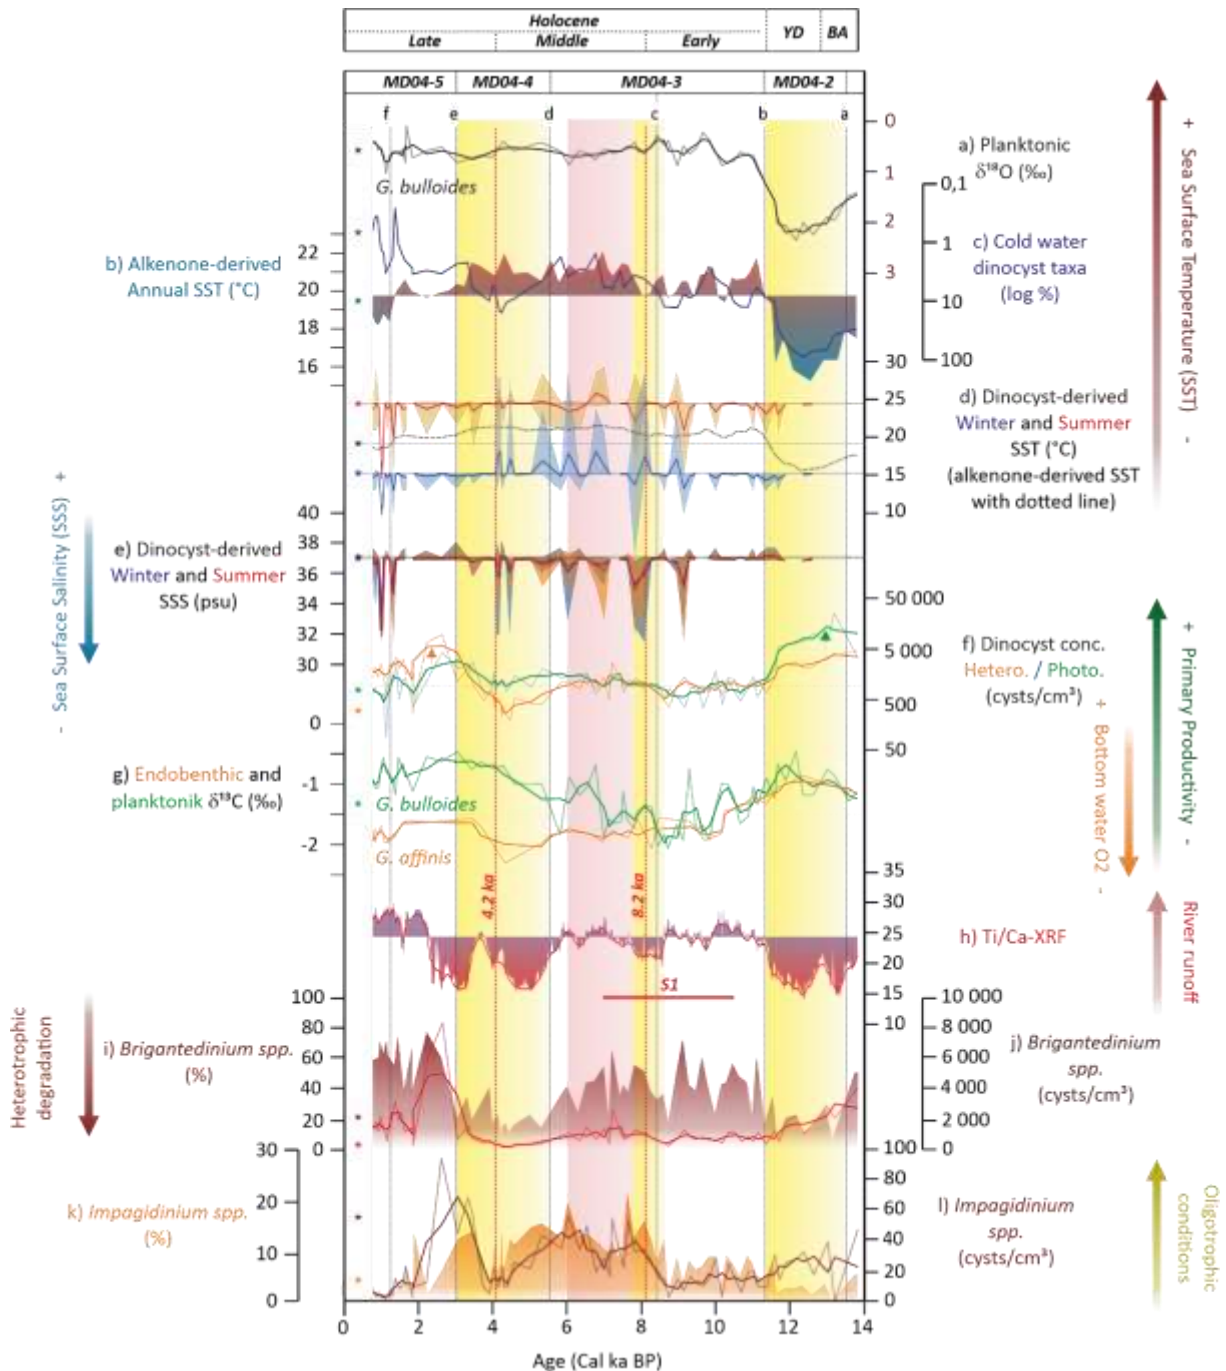 Holocene
Late Middle Early YD BA
MD04-5 MD04-4 MD04-3 MD04-2
f e d c b a
0
1
2
3
a) Planktonic
δ¹⁸O (‰)
G. bulloides
0,1
1
10
100
c) Cold water
dinocyst taxa
(log %)
b) Alkenone-derived
Annual SST (°C)
22
20
18
16
+ Sea Surface Temperature (SST) -
30
25
20
15
10
d) Dinocyst-derived
Winter and Summer
SST (°C)
(alkenone-derived SST
with dotted line)
- Sea Surface Salinity (SSS) +
e) Dinocyst-derived
Winter and Summer
SSS (psu)
40
38
36
34
32
30
50 000
5 000
500
50
f) Dinocyst conc.
Hetero. / Photo.
(cysts/cm³)
+ Primary Productivity -
+ Bottom water O2 -
g) Endobenthic and
planktonik δ¹³C (‰)
0
-1
-2
G. bulloides
G. affinis
4.2 ka
8.2 ka
35
30
25
20
15
10
h) Ti/Ca-XRF
River runoff
S1
Heterotrophic
degradation
i) Brigantedinium spp.
(%)
100
80
60
40
20
0
10 000
8 000
6 000
4 000
2 000
0
j) Brigantedinium
spp.
(cysts/cm³)
k) Impagidinium spp.
(%)
30
20
10
0
100
80
60
40
20
0
l) Impagidinium
spp.
(cysts/cm³)
Oligotrophic
conditions
0 2 4 6 8 10 12 14
Age (Cal ka BP)